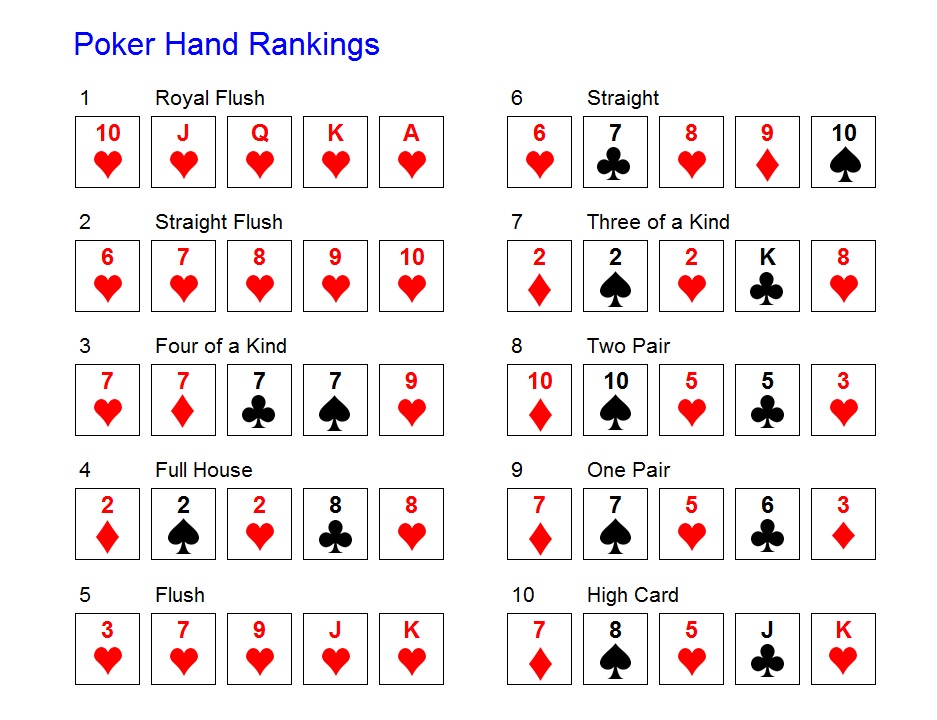 Poker Hand Rankings
1 Royal Flush
10 J Q K A
2 Straight Flush
6 7 8 9 10
3 Four of a Kind
7 7 7 7 9
4 Full House
2 2 2 8 8
5 Flush
3 7 9 J K
6 Straight
6 7 8 9 10
7 Three of a Kind
2 2 2 K 8
8 Two Pair
10 10 5 5 3
9 One Pair
7 7 5 6 3
10 High Card
7 8 5 J K